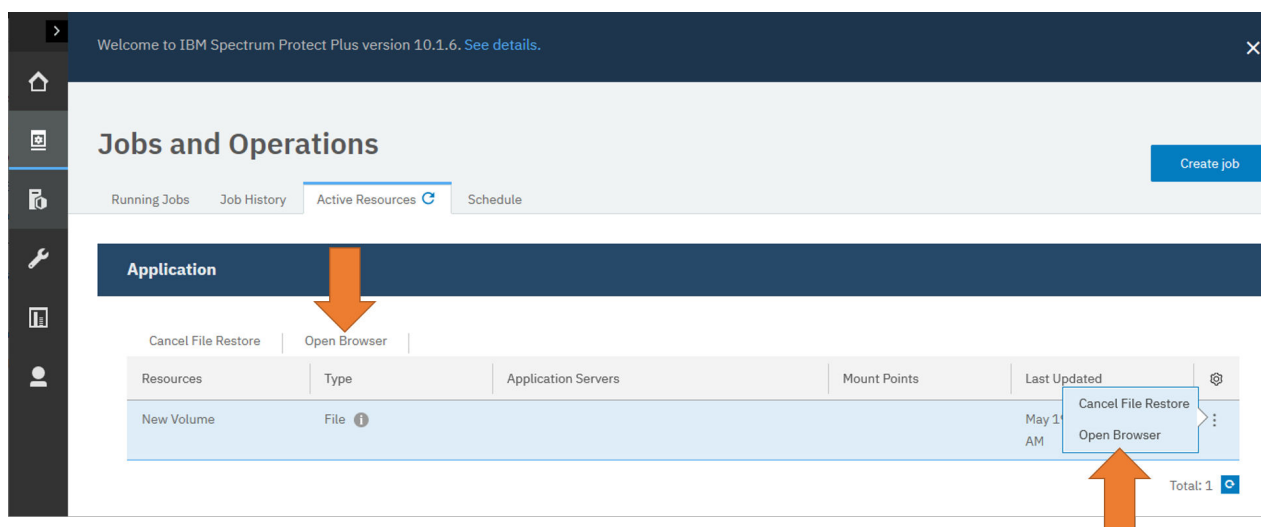 Welcome to IBM Spectrum Protect Plus version 10.1.6. See details.
Jobs and Operations
Create job
Running Jobs Job History Active Resources Schedule
Application
Cancel File Restore Open Browser
Resources Type Application Servers Mount Points Last Updated
New Volume File May 1
AM
Cancel File Restore
Open Browser
Total: 1